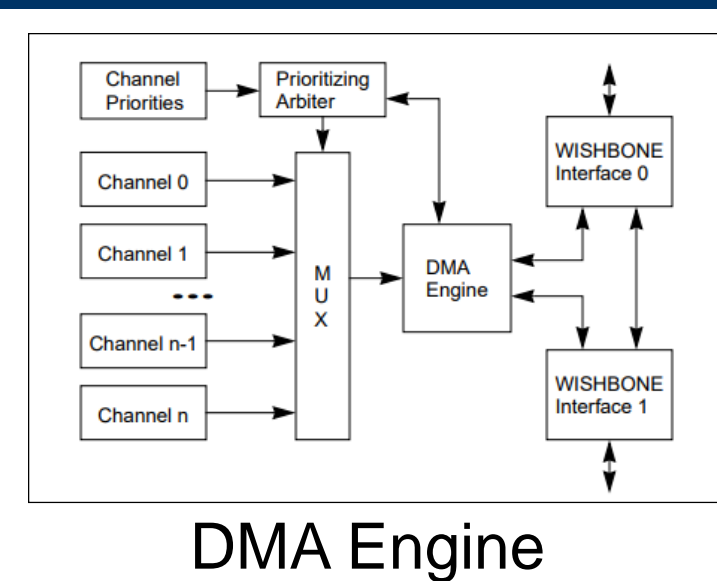 Channel
Priorities
Prioritizing
Arbiter
Channel 0
Channel 1
...
Channel n-1
Channel n
M
U
X
DMA
Engine
WISHBONE
Interface 0
WISHBONE
Interface 1
DMA Engine